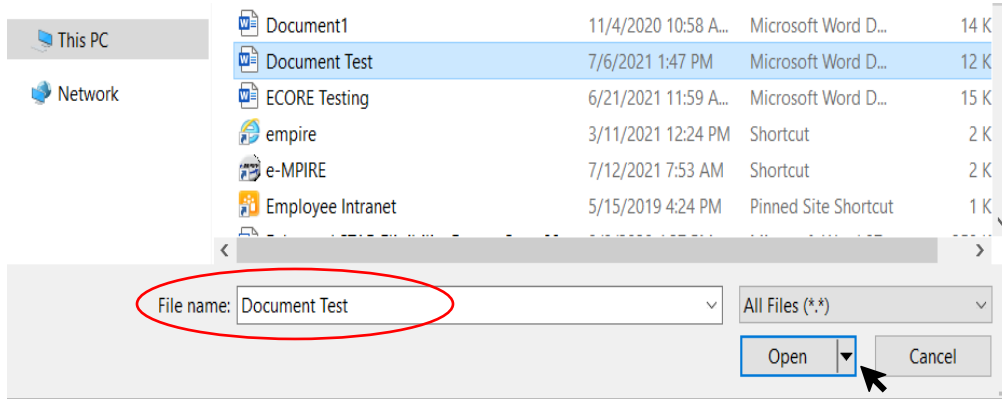 This PC
Network
Document1 11/4/2020 10:58 A... Microsoft Word D... 14 K
Document Test 7/6/2021 1:47 PM Microsoft Word D... 12 K
ECORE Testing 6/21/2021 11:59 A... Microsoft Word D... 15 K
empire 3/11/2021 12:24 PM Shortcut 2 K
e-MPIRE 7/12/2021 7:53 AM Shortcut 2 K
Employee Intranet 5/15/2019 4:24 PM Pinned Site Shortcut 1 K
File name: Document Test All Files (*.*)
Open Cancel